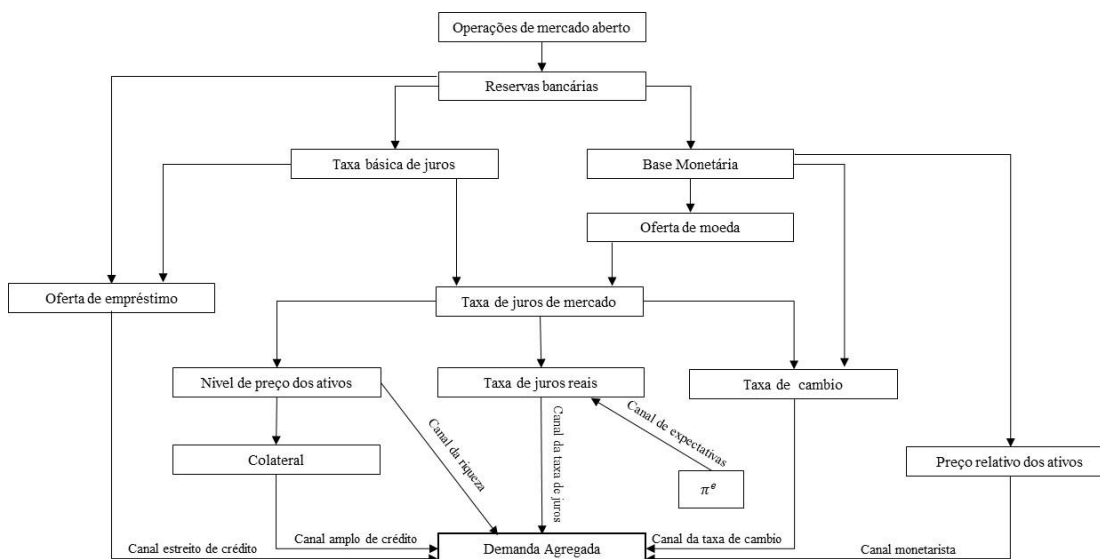 Operações de mercado aberto
Reservas bancárias
Taxa básica de juros
Base Monetária
Oferta de moeda
Oferta de empréstimo
Taxa de juros de mercado
Nivel de preço dos ativos
Taxa de juros reais
Taxa de cambio
Canal da riqueza
Canal da taxa de
juros
Canal de expectativas
Colateral
π^e
Preço relativo dos ativos
Canal estreito de crédito
Canal amplo de crédito
Demanda Agregada
Canal da taxa de cambio
Canal monetarista